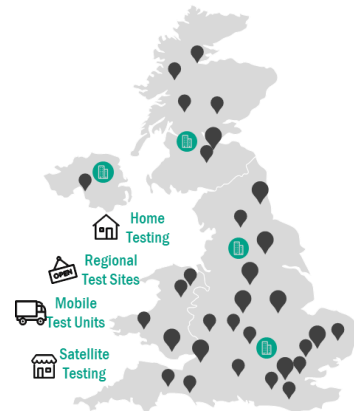 Home
Testing
Regional
Test Sites
OPEN
Mobile
Test Units
Satellite
Testing